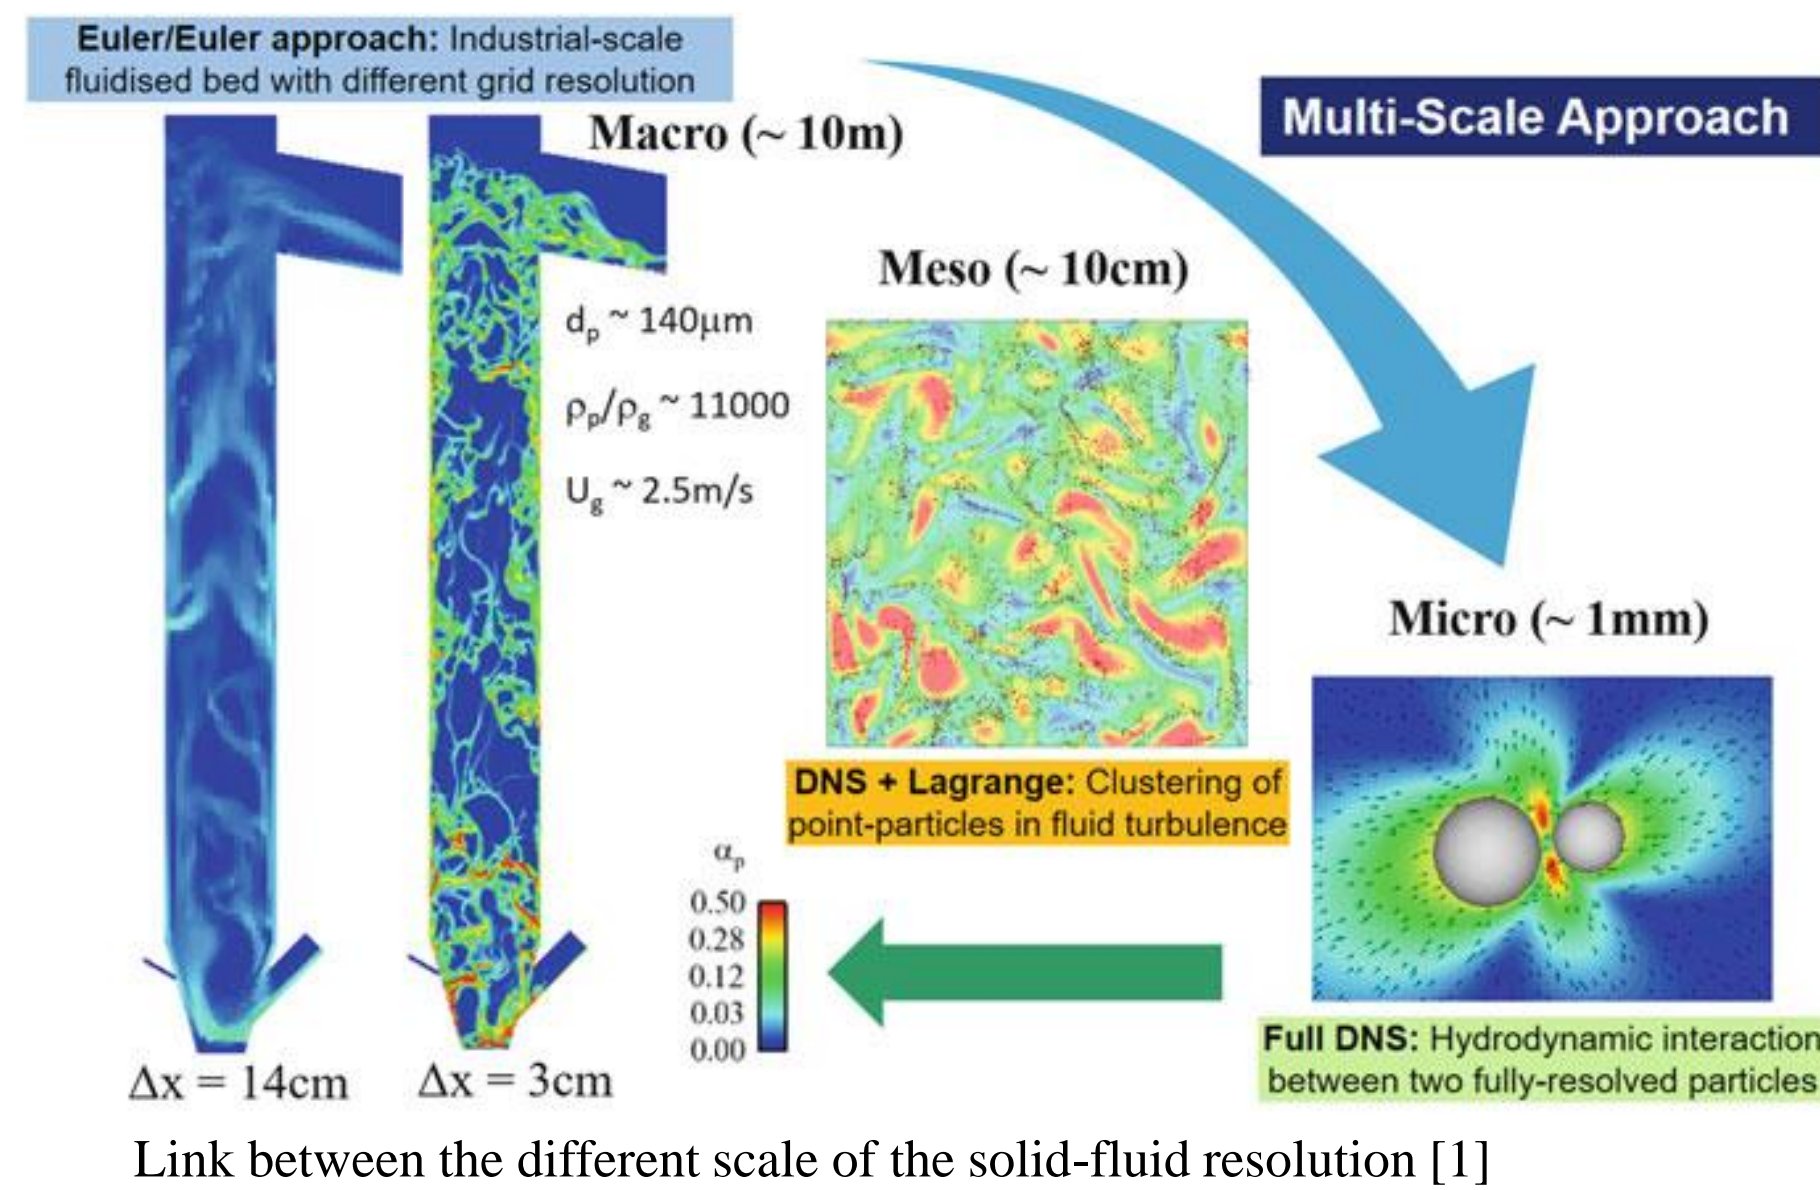 Euler/Euler approach: Industrial-scale
fluidised bed with different grid resolution
Multi-Scale Approach
Macro (~ 10m)
dₚ ~ 140µm
ρₚ/ρg ~ 11000
Ug ~ 2.5m/s
Meso (~ 10cm)
DNS + Lagrange: Clustering of
point-particles in fluid turbulence
Micro (~ 1mm)
Full DNS: Hydrodynamic interaction
between two fully-resolved particles
αₚ
0.50
0.28
0.12
0.03
0.00
Δx = 14cm
Δx = 3cm
Link between the different scale of the solid-fluid resolution [1]